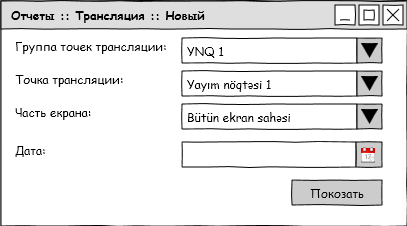 Отчеты :: Трансляция :: Новый
Группа точек трансляции: YNQ 1
Точка трансляции: Yayım nöqtəsi 1
Часть екрана: Bütün ekran sahəsi
Дата:
Показать